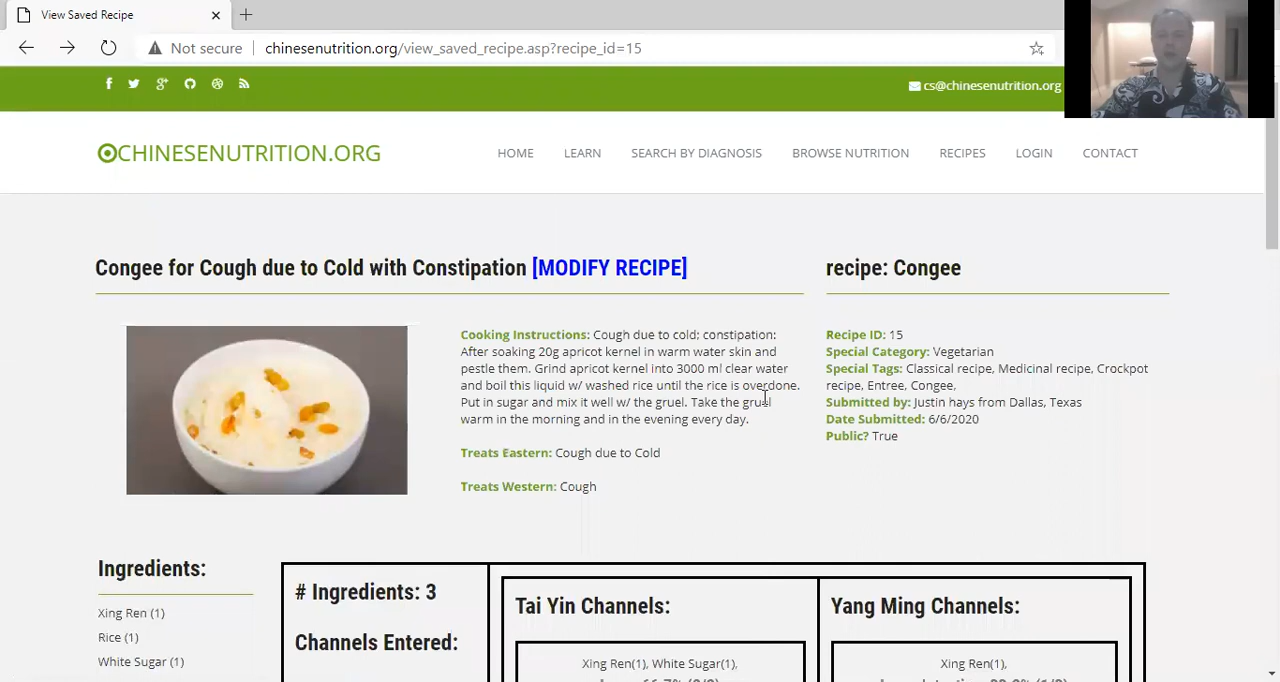 View Saved Recipe
Not secure chinesenutrition.org/view_saved_recipe.asp?recipe_id=15
cs@chinesenutrition.org
CHINESENUTRITION.ORG
HOME LEARN SEARCH BY DIAGNOSIS BROWSE NUTRITION RECIPES LOGIN CONTACT
Congee for Cough due to Cold with Constipation [MODIFY RECIPE]
Cooking Instructions: Cough due to cold; constipation:
After soaking 20g apricot kernel in warm water skin and
pestle them. Grind apricot kernel into 3000 ml clear water
and boil this liquid w/ washed rice until the rice is overdone.
Put in sugar and mix it well w/ the gruel. Take the gruel
warm in the morning and in the evening every day.
Treats Eastern: Cough due to Cold
Treats Western: Cough
recipe: Congee
Recipe ID: 15
Special Category: Vegetarian
Special Tags: Classical recipe, Medicinal recipe, Crockpot
recipe, Entree, Congee,
Submitted by: Justin hays from Dallas, Texas
Date Submitted: 6/6/2020
Public? True
Ingredients:
Xing Ren (1)
Rice (1)
White Sugar (1)
# Ingredients: 3
Channels Entered:
Tai Yin Channels:
Xing Ren(1), White Sugar(1),
Yang Ming Channels:
Xing Ren(1),